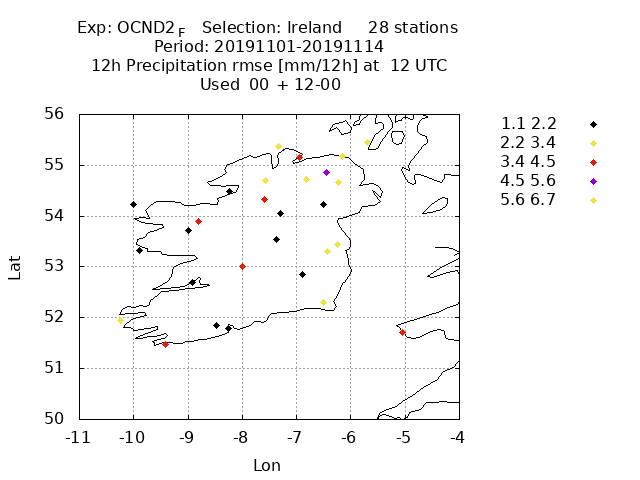 Exp: OCND2F Selection: Ireland 28 stations
Period: 20191101-20191114
12h Precipitation rmse [mm/12h] at 12 UTC
Used 00 + 12-00
56
55
54
53
52
51
50
Lat
-11 -10 -9 -8 -7 -6 -5 -4
Lon
1.1 2.2
2.2 3.4
3.4 4.5
4.5 5.6
5.6 6.7